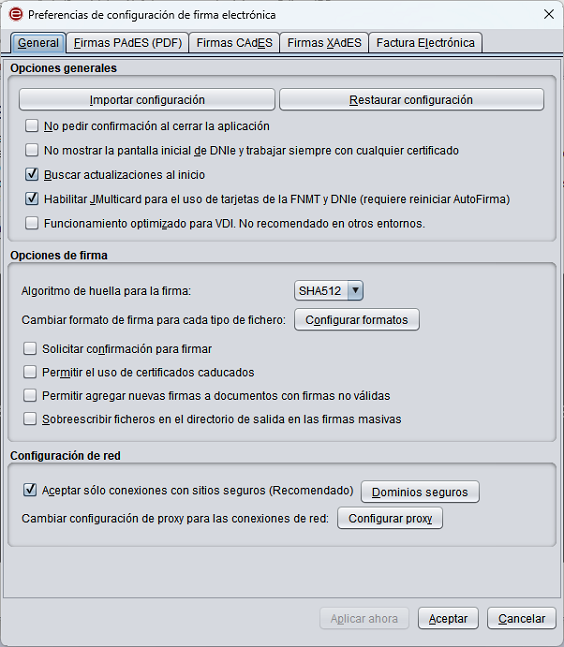 Preferencias de configuración de firma electrónica
General Firmas PAdES (PDF) Firmas CAdES Firmas XAdES Factura Electrónica
Opciones generales
Importar configuración Restaurar configuración
No pedir confirmación al cerrar la aplicación
No mostrar la pantalla inicial de DNIe y trabajar siempre con cualquier certificado
Buscar actualizaciones al inicio
Habilitar JMulticard para el uso de tarjetas de la FNMT y DNIe (requiere reiniciar AutoFirma)
Funcionamiento optimizado para VDI. No recomendado en otros entornos.
Opciones de firma
Algoritmo de huella para la firma: SHA512
Cambiar formato de firma para cada tipo de fichero: Configurar formatos
Solicitar confirmación para firmar
Permitir el uso de certificados caducados
Permitir agregar nuevas firmas a documentos con firmas no válidas
Sobreescribir ficheros en el directorio de salida en las firmas masivas
Configuración de red
Aceptar sólo conexiones con sitios seguros (Recomendado) Dominios seguros
Cambiar configuración de proxy para las conexiones de red: Configurar proxy
Aplicar ahora Aceptar Cancelar